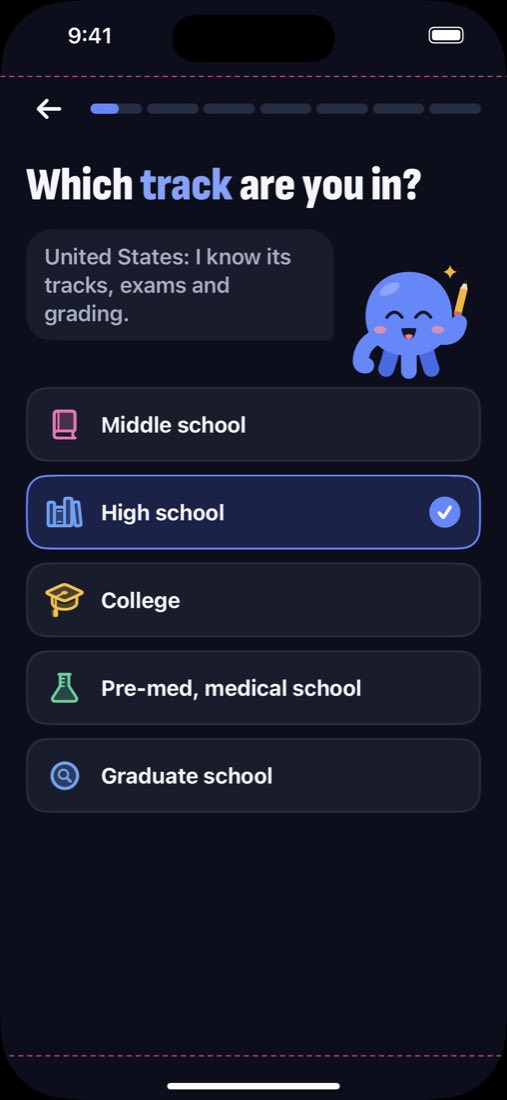 9:41
Which track are you in?
United States: I know its
tracks, exams and
grading.
Middle school
High school
College
Pre-med, medical school
Graduate school